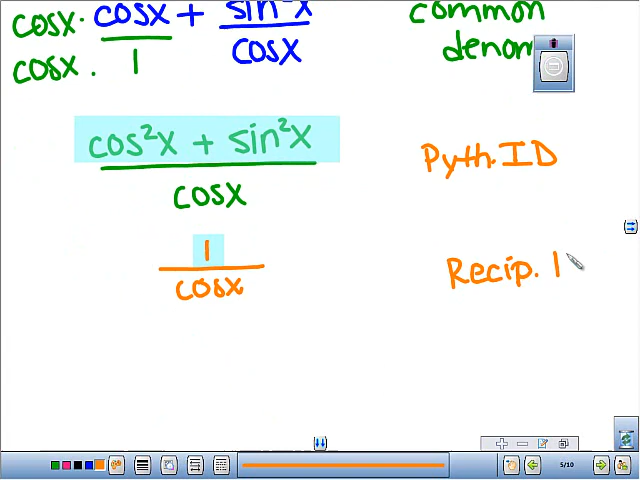 cosx · cosx + sin²x
cosx · 1 cosx
common
denom
cos²x + sin²x
cosx
Pyth. ID
1
cosx
Recip. I
5/10